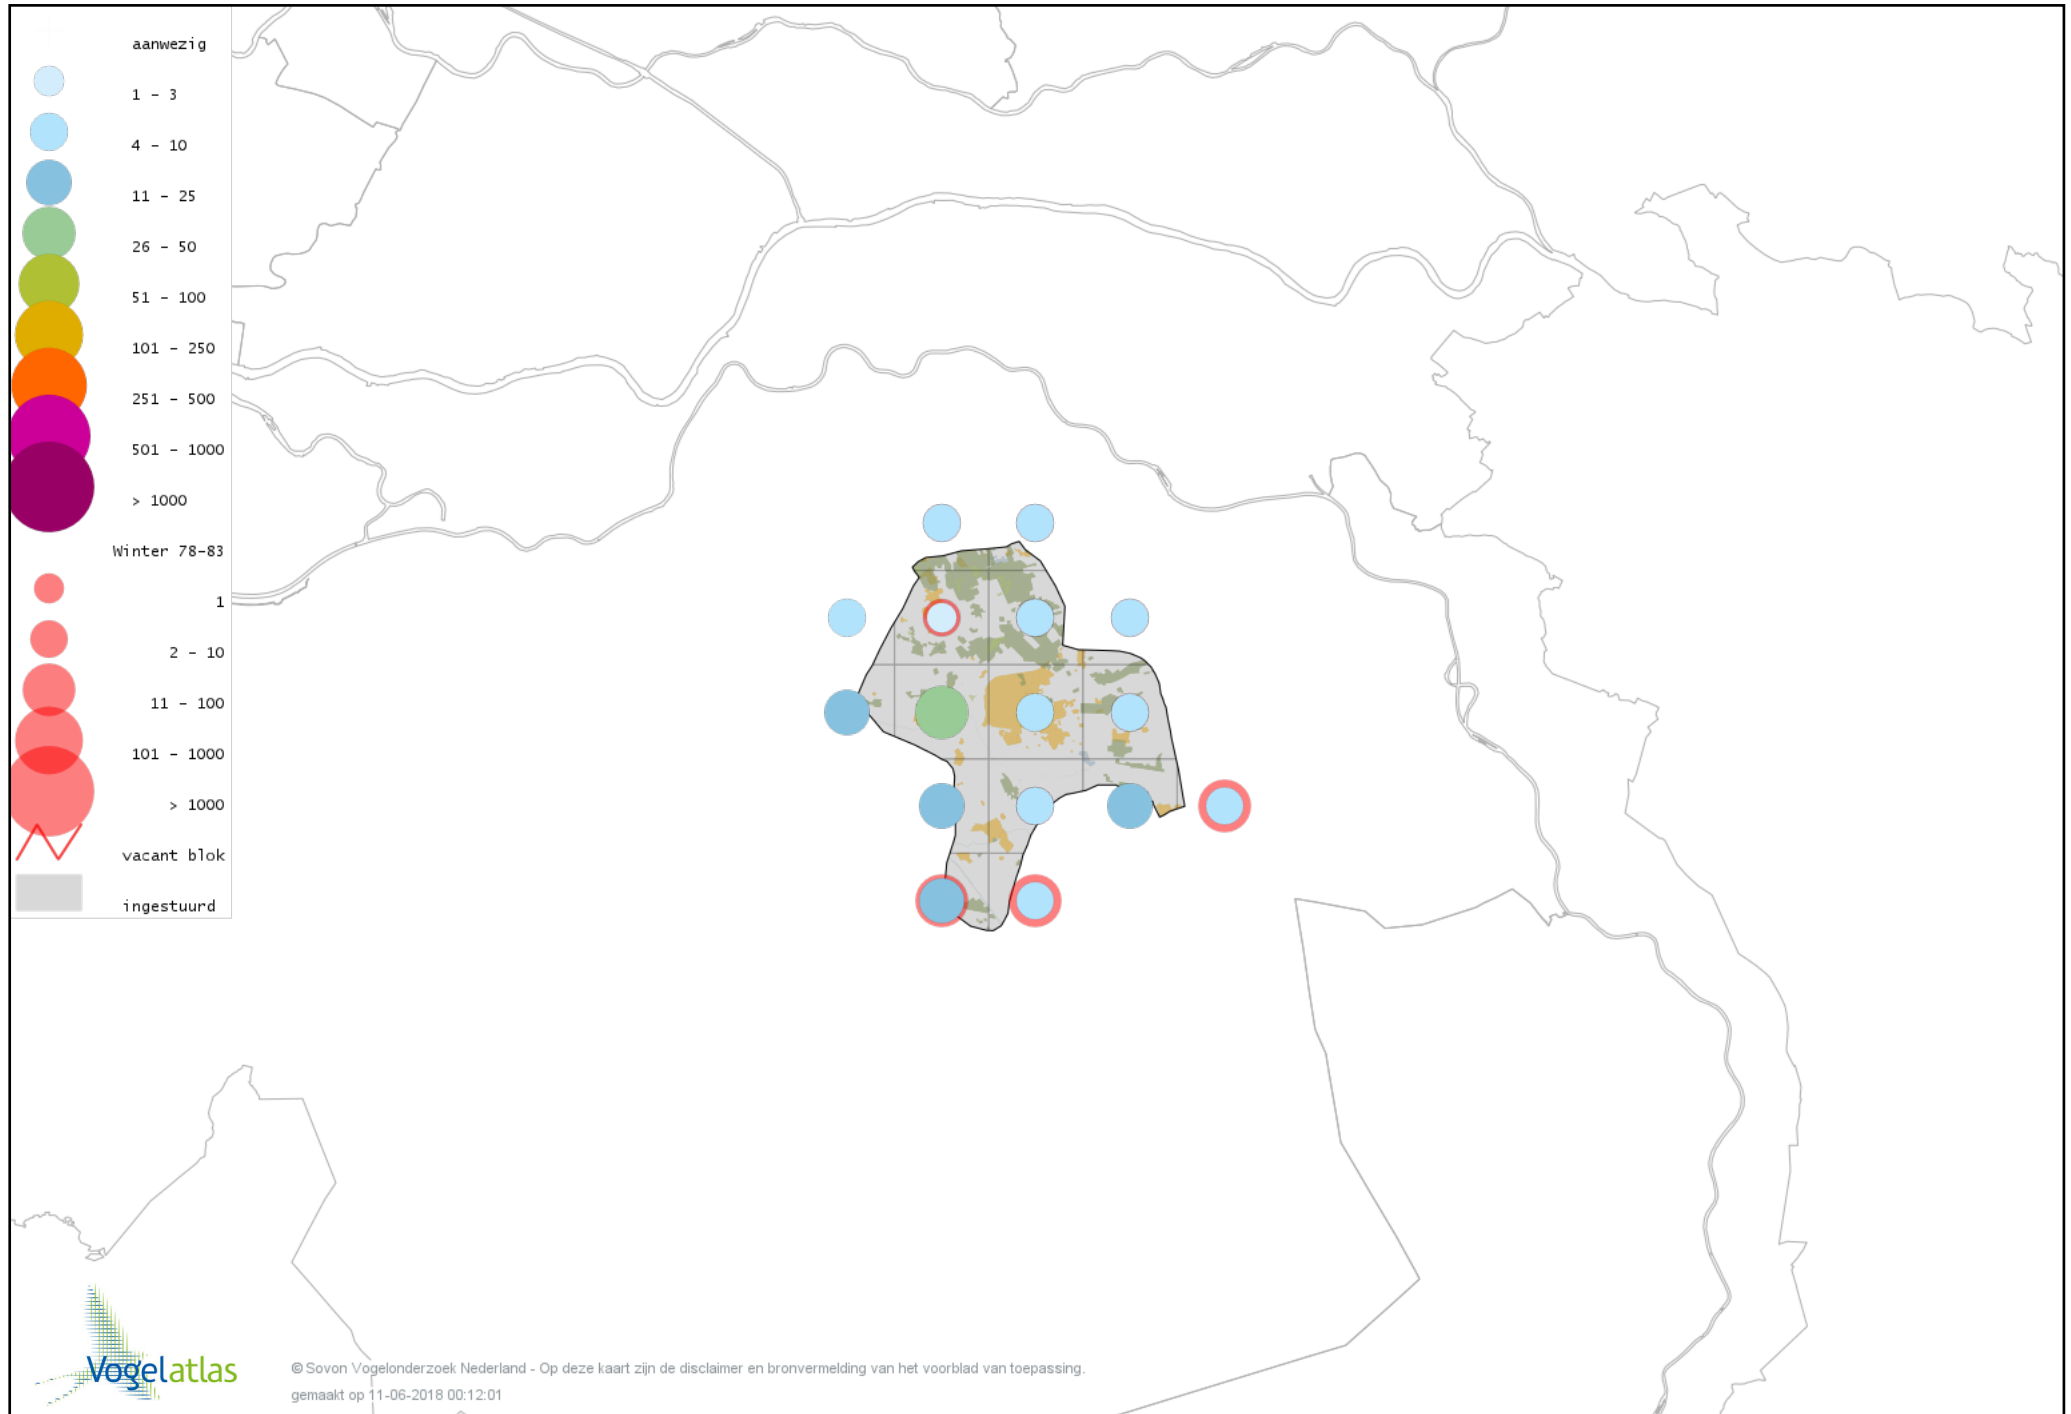 aanwezig
1 - 3
4 - 10
11 - 25
26 - 50
51 - 100
101 - 250
251 - 500
501 - 1000
> 1000
Winter 78-83
1
2 - 10
11 - 100
101 - 1000
> 1000
vacant blok
ingestuurd
Vogelatlas
© Sovon Vogelonderzoek Nederland - Op deze kaart zijn de disclaimer en bronvermelding van het voorblad van toepassing.
gemaakt op 11-06-2018 00:12:01